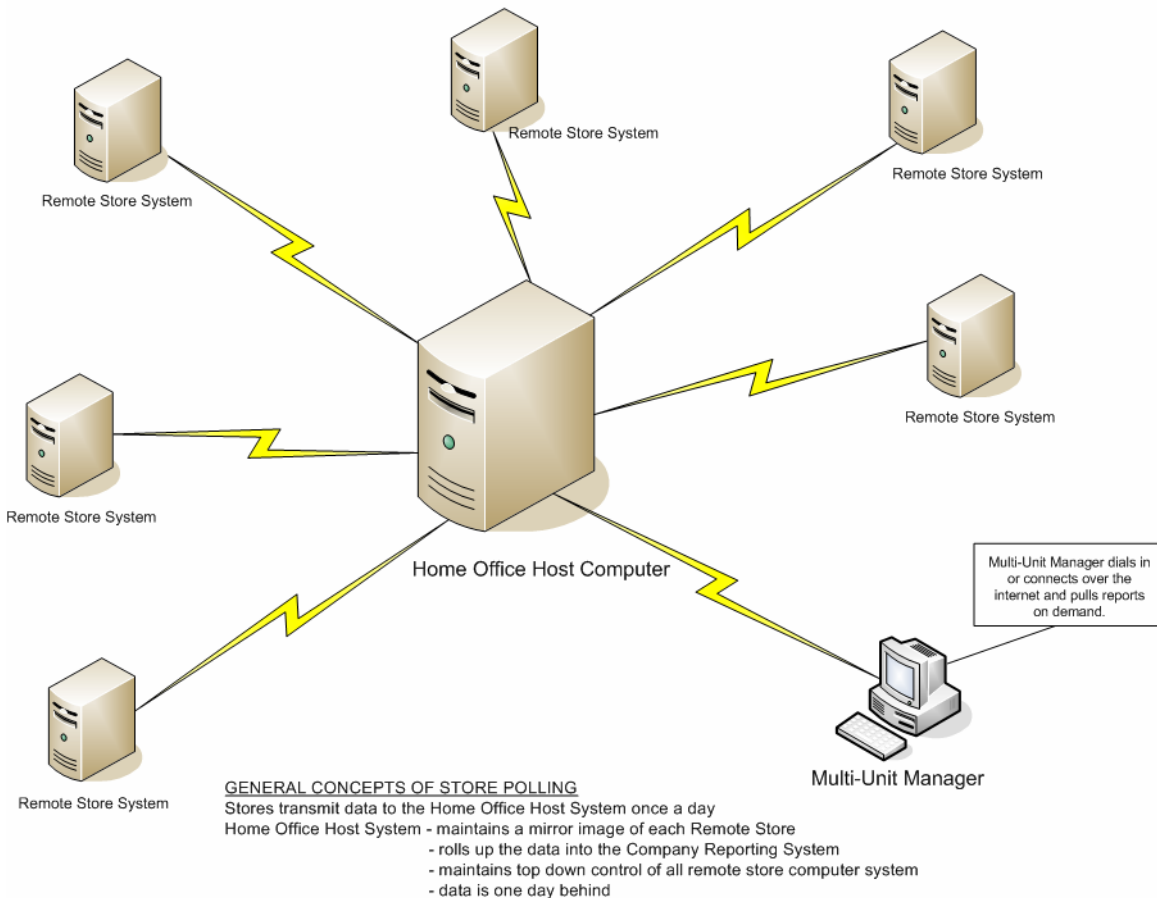 Remote Store System
Remote Store System
Remote Store System
Remote Store System
Remote Store System
Home Office Host Computer
Multi-Unit Manager dials in
or connects over the
internet and pulls reports
on demand.
Remote Store System
Multi-Unit Manager
GENERAL CONCEPTS OF STORE POLLING
Stores transmit data to the Home Office Host System once a day
Home Office Host System - maintains a mirror image of each Remote Store
- rolls up the data into the Company Reporting System
- maintains top down control of all remote store computer system
- data is one day behind